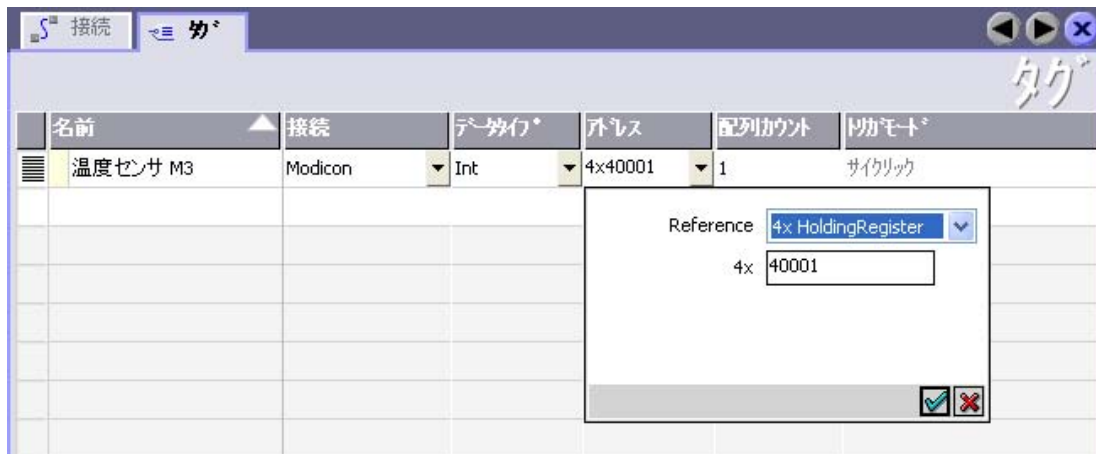 接続 タグ
タグ
名前 接続 データタイプ アドレス 配列カウント トリガモード
温度センサ M3 Modicon Int 4x40001 1 サイクリック
Reference 4x HoldingRegister
4x 40001